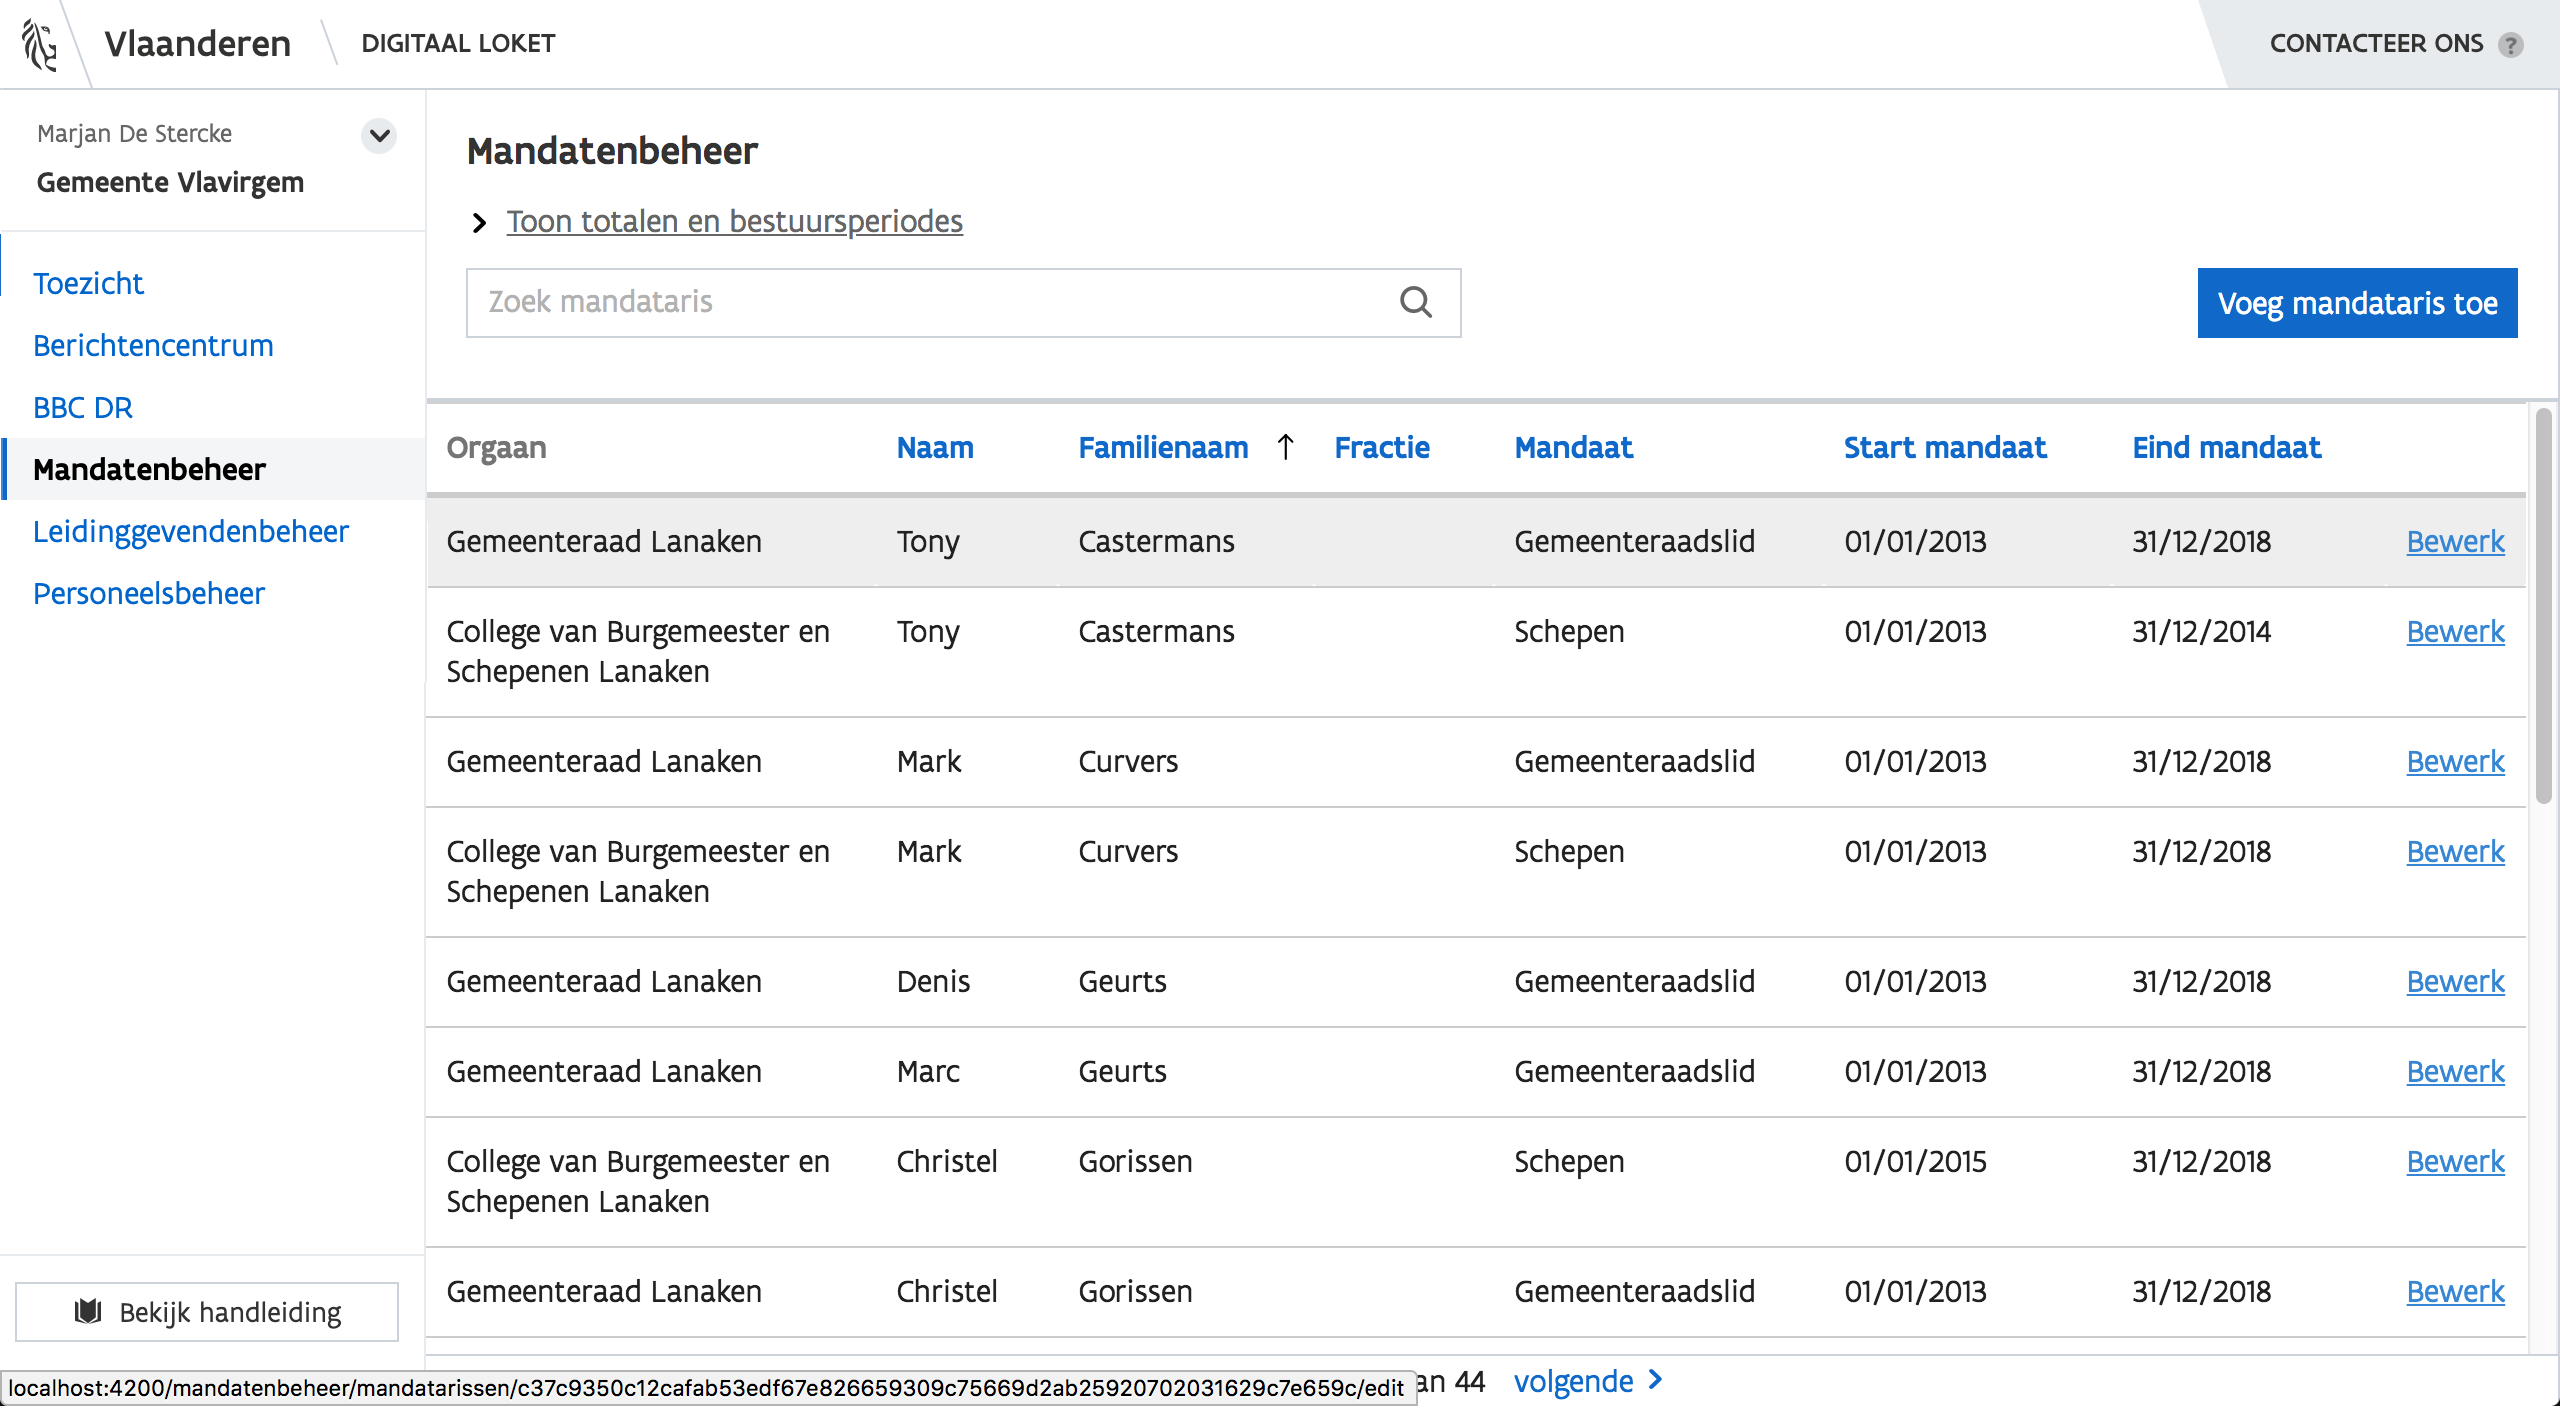 Vlaanderen
DIGITAAL LOKET
CONTACTEER ONS ?
Marjan De Stercke
Gemeente Vlavirgem
Toezicht
Berichtencentrum
BBC DR
Mandatenbeheer
Leidinggevendenbeheer
Personeelsbeheer
Bekijk handleiding
Mandatenbeheer
Toon totalen en bestuursperiodes
Zoek mandataris
Voeg mandataris toe
Orgaan Naam Familienaam ↑ Fractie Mandaat Start mandaat Eind mandaat
Gemeenteraad Lanaken Tony Castermans Gemeenteraadslid 01/01/2013 31/12/2018 Bewerk
College van Burgemeester en Tony Castermans Schepen 01/01/2013 31/12/2014 Bewerk
Schepenen Lanaken
Gemeenteraad Lanaken Mark Curvers Gemeenteraadslid 01/01/2013 31/12/2018 Bewerk
College van Burgemeester en Mark Curvers Schepen 01/01/2013 31/12/2018 Bewerk
Schepenen Lanaken
Gemeenteraad Lanaken Denis Geurts Gemeenteraadslid 01/01/2013 31/12/2018 Bewerk
Gemeenteraad Lanaken Marc Geurts Gemeenteraadslid 01/01/2013 31/12/2018 Bewerk
College van Burgemeester en Christel Gorissen Schepen 01/01/2015 31/12/2018 Bewerk
Schepenen Lanaken
Gemeenteraad Lanaken Christel Gorissen Gemeenteraadslid 01/01/2013 31/12/2018 Bewerk
an 44 volgende
localhost:4200/mandatenbeheer/mandatarissen/c37c9350c12cafab53edf67e826659309c75669d2ab25920702031629c7e659c/edit